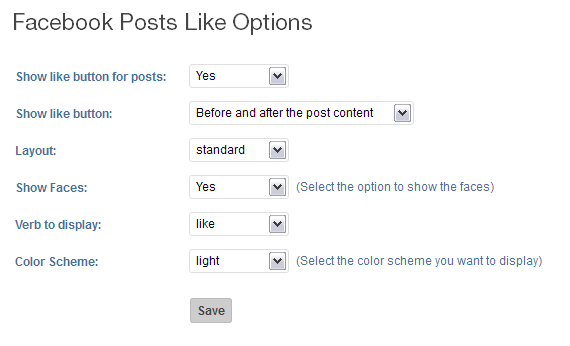 Facebook Posts Like Options
Show like button for posts: Yes
Show like button: Before and after the post content
Layout: standard
Show Faces: Yes (Select the option to show the faces)
Verb to display: like
Color Scheme: light (Select the color scheme you want to display)
Save